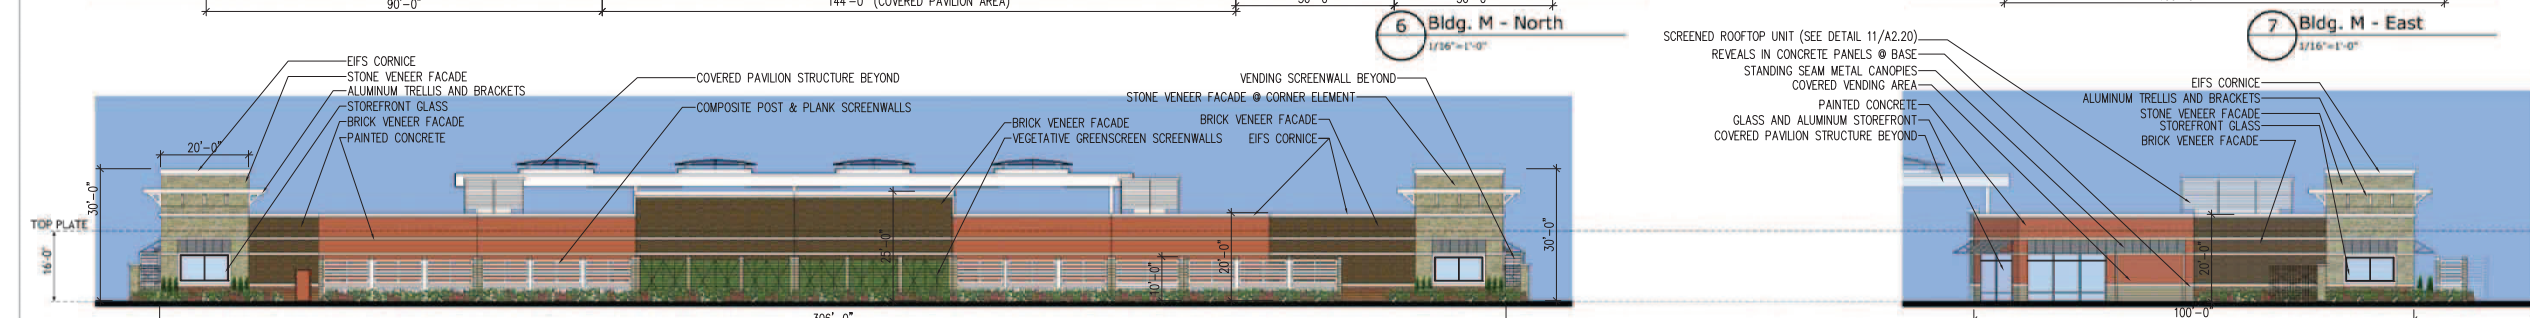 90'-0"
144'-0" (COVERED PAVILION AREA)
6 Bldg. M - North
1/16"=1'-0"
7 Bldg. M - East
1/16"=1'-0"
EIFS CORNICE
STONE VENEER FACADE
ALUMINUM TRELLIS AND BRACKETS
STOREFRONT GLASS
BRICK VENEER FACADE
PAINTED CONCRETE
COVERED PAVILION STRUCTURE BEYOND
COMPOSITE POST & PLANK SCREENWALLS
BRICK VENEER FACADE
VEGETATIVE GREENSCREEN SCREENWALLS
VENDING SCREENWALL BEYOND
STONE VENEER FACADE @ CORNER ELEMENT
BRICK VENEER FACADE
EIFS CORNICE
20'-0"
30'-0"
TOP PLATE
16'-0"
25'-0"
10'-0"
20'-0"
30'-0"
306'-0"
SCREENED ROOFTOP UNIT (SEE DETAIL 11/A2.20)
REVEALS IN CONCRETE PANELS @ BASE
STANDING SEAM METAL CANOPIES
COVERED VENDING AREA
PAINTED CONCRETE
GLASS AND ALUMINUM STOREFRONT
COVERED PAVILION STRUCTURE BEYOND
EIFS CORNICE
ALUMINUM TRELLIS AND BRACKETS
STONE VENEER FACADE
STOREFRONT GLASS
BRICK VENEER FACADE
20'-0"
100'-0"